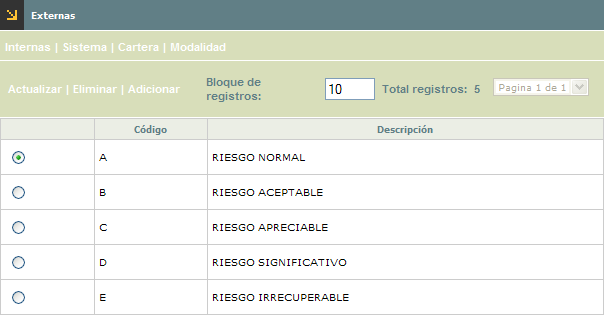 Externas
Internas | Sistema | Cartera | Modalidad
Actualizar | Eliminar | Adicionar
Bloque de
registros:
10
Total registros: 5
Pagina 1 de 1
Código Descripción
A RIESGO NORMAL
B RIESGO ACEPTABLE
C RIESGO APRECIABLE
D RIESGO SIGNIFICATIVO
E RIESGO IRRECUPERABLE